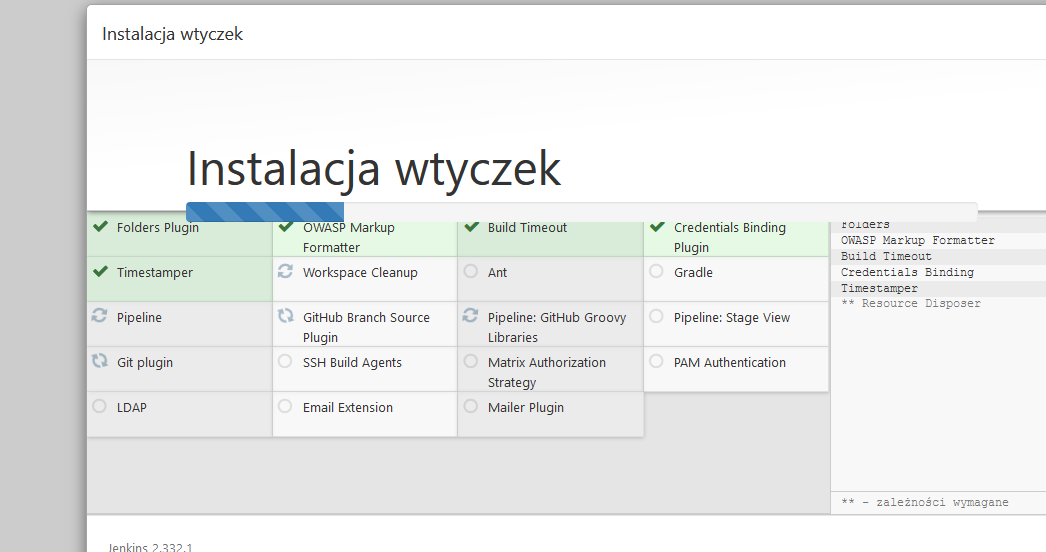 Instalacja wtyczek
Instalacja wtyczek
Folders Plugin
OWASP Markup
Formatter
Build Timeout
Credentials Binding
Plugin
Timestamper
Workspace Cleanup
Ant
Gradle
Pipeline
GitHub Branch Source
Plugin
Pipeline: GitHub Groovy
Libraries
Pipeline: Stage View
Git plugin
SSH Build Agents
Matrix Authorization
Strategy
PAM Authentication
LDAP
Email Extension
Mailer Plugin
Folders
OWASP Markup Formatter
Build Timeout
Credentials Binding
Timestamper
** Resource Disposer
** - zależności wymagane
Jenkins 2.332.1